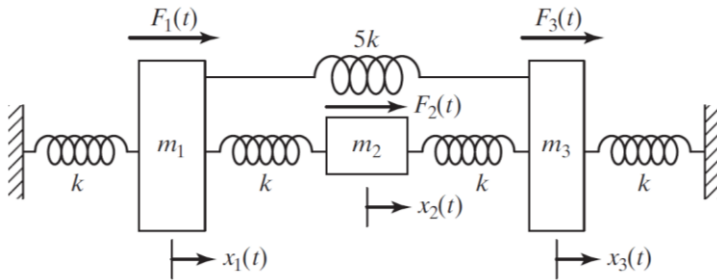 F₁(t) F₃(t)
5k
F₂(t)
m₁ m₂ m₃
k k k k
x₂(t)
x₁(t) x₃(t)